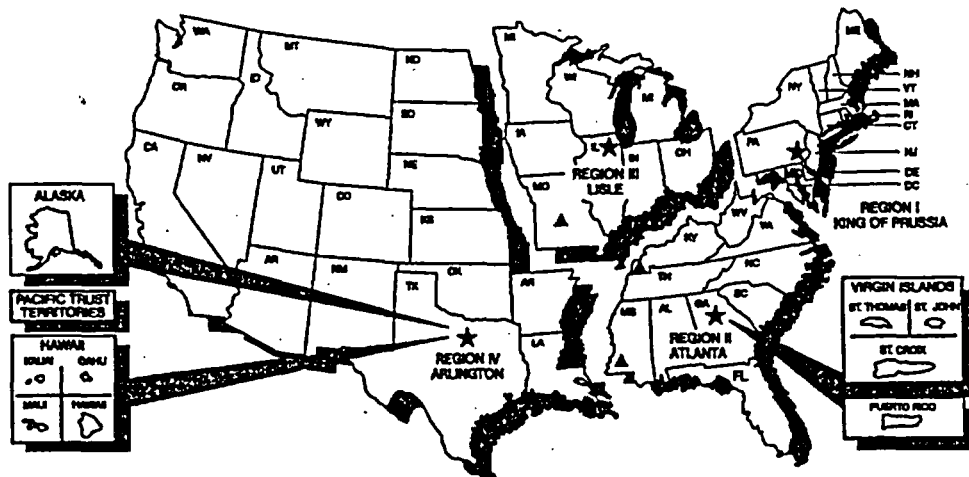 WA
MT
ND
OR
ID
SD
WY
CA
NV
UT
NE
CO
KS
NM
OK
TX
AR
LA
WI
MI
IA
IL
IN
OH
MO
REGION III
LISLE
ME
NY
NH
VT
MA
RI
CT
PA
NJ
DE
DC
REGION I
KING OF PRUSSIA
WV
VA
KY
NC
TN
SC
MS
AL
GA
FL
REGION II
ATLANTA
REGION IV
ARLINGTON
ALASKA
PACIFIC TRUST
TERRITORIES
HAWAII
KAUAI OAHU
MAUI HAWAII
VIRGIN ISLANDS
ST. THOMAS ST. JOHN
ST. CROIX
PUERTO RICO